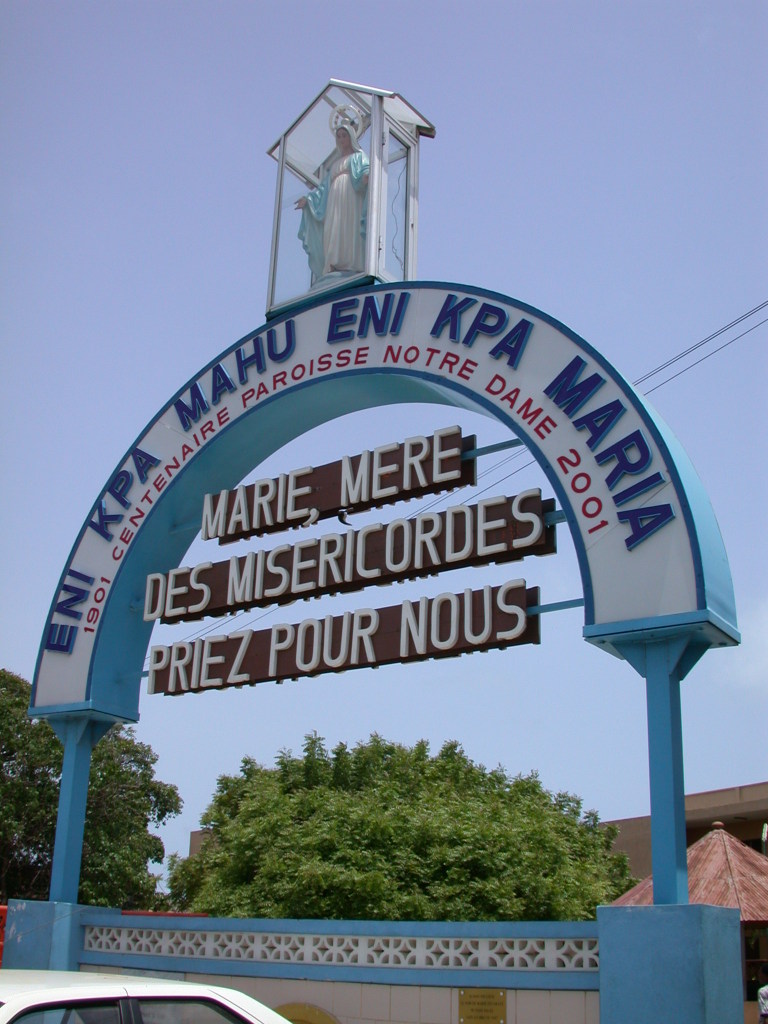 ENI KPA MAHU ENI KPA MARIA
1901 CENTENAIRE PAROISSE NOTRE DAME 2001
MARIE, MERE
DES MISERICORDES
PRIEZ POUR NOUS